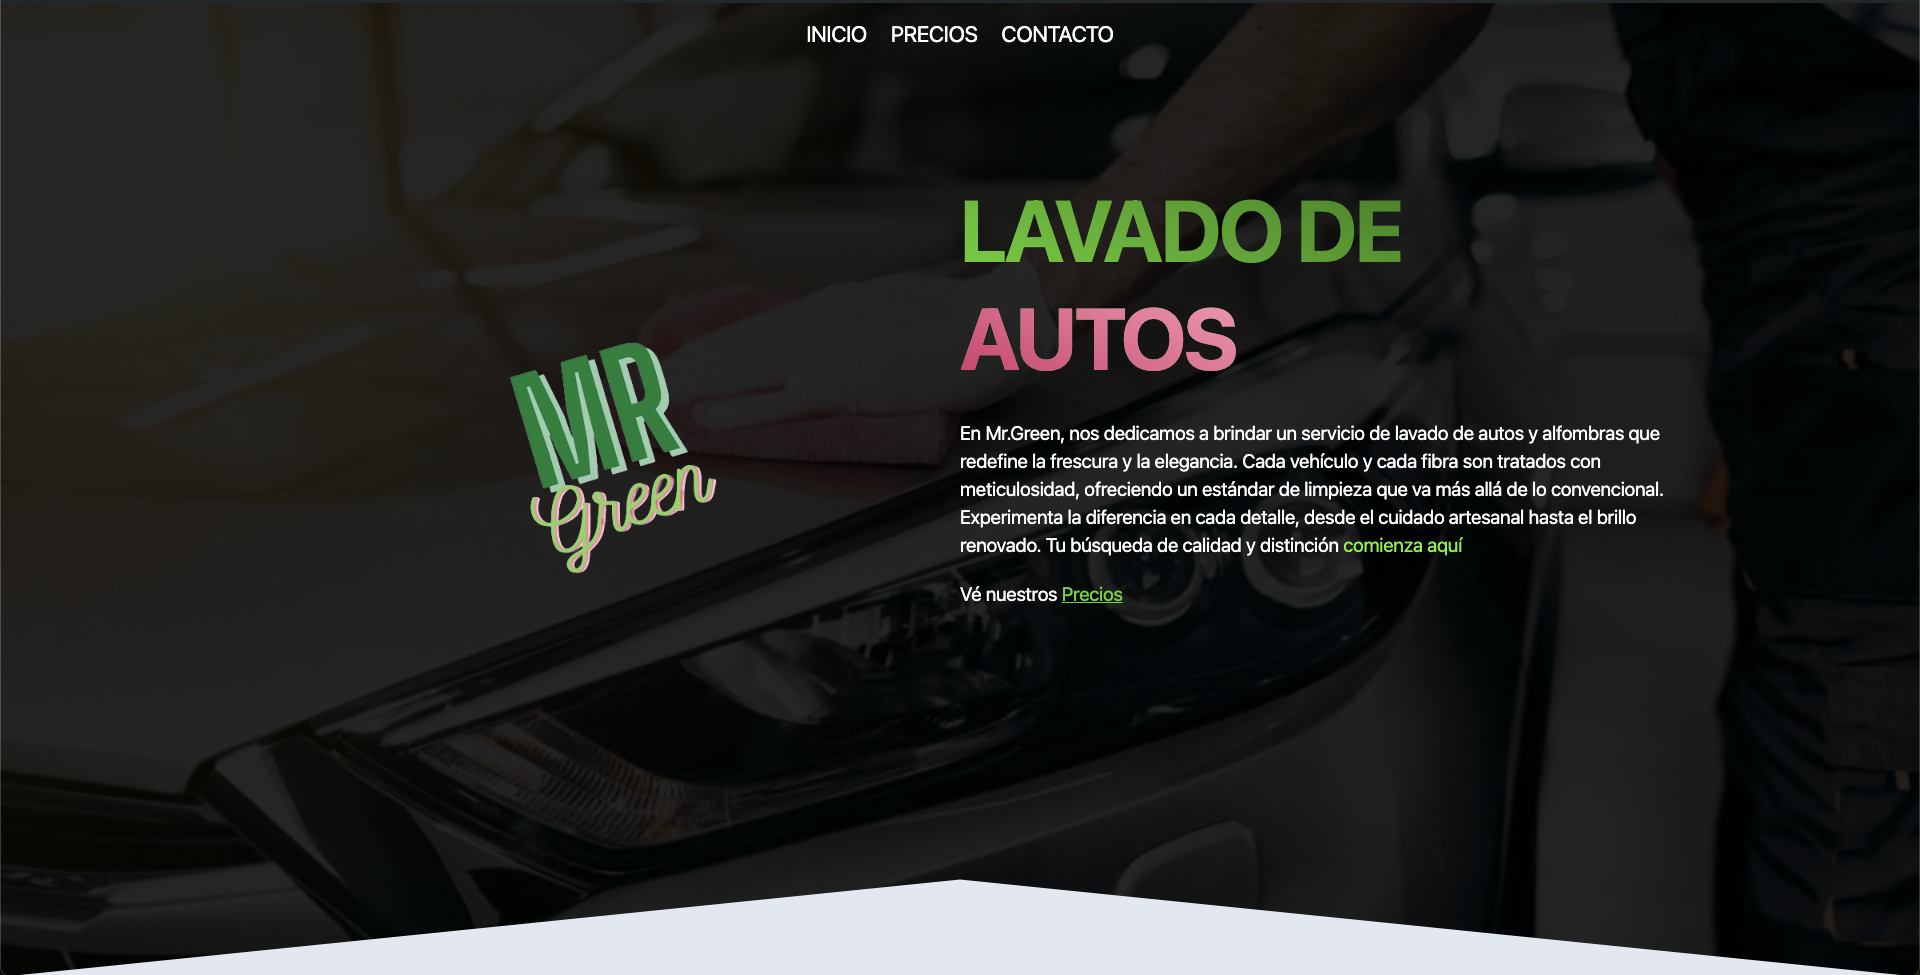 INICIO PRECIOS CONTACTO
LAVADO DE
AUTOS
MR
Green
En Mr.Green, nos dedicamos a brindar un servicio de lavado de autos y alfombras que
redefine la frescura y la elegancia. Cada vehículo y cada fibra son tratados con
meticulosidad, ofreciendo un estándar de limpieza que va más allá de lo convencional.
Experimenta la diferencia en cada detalle, desde el cuidado artesanal hasta el brillo
renovado. Tu búsqueda de calidad y distinción comienza aquí
Vé nuestros Precios